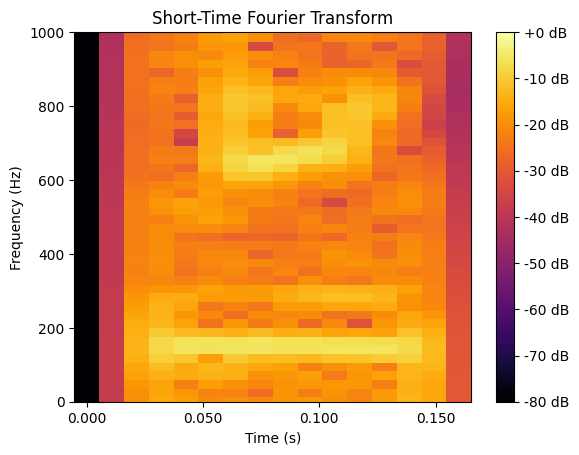 Short-Time Fourier Transform
1000
800
600
400
200
0
Frequency (Hz)
0.000
0.050
0.100
0.150
Time (s)
+0 dB
-10 dB
-20 dB
-30 dB
-40 dB
-50 dB
-60 dB
-70 dB
-80 dB